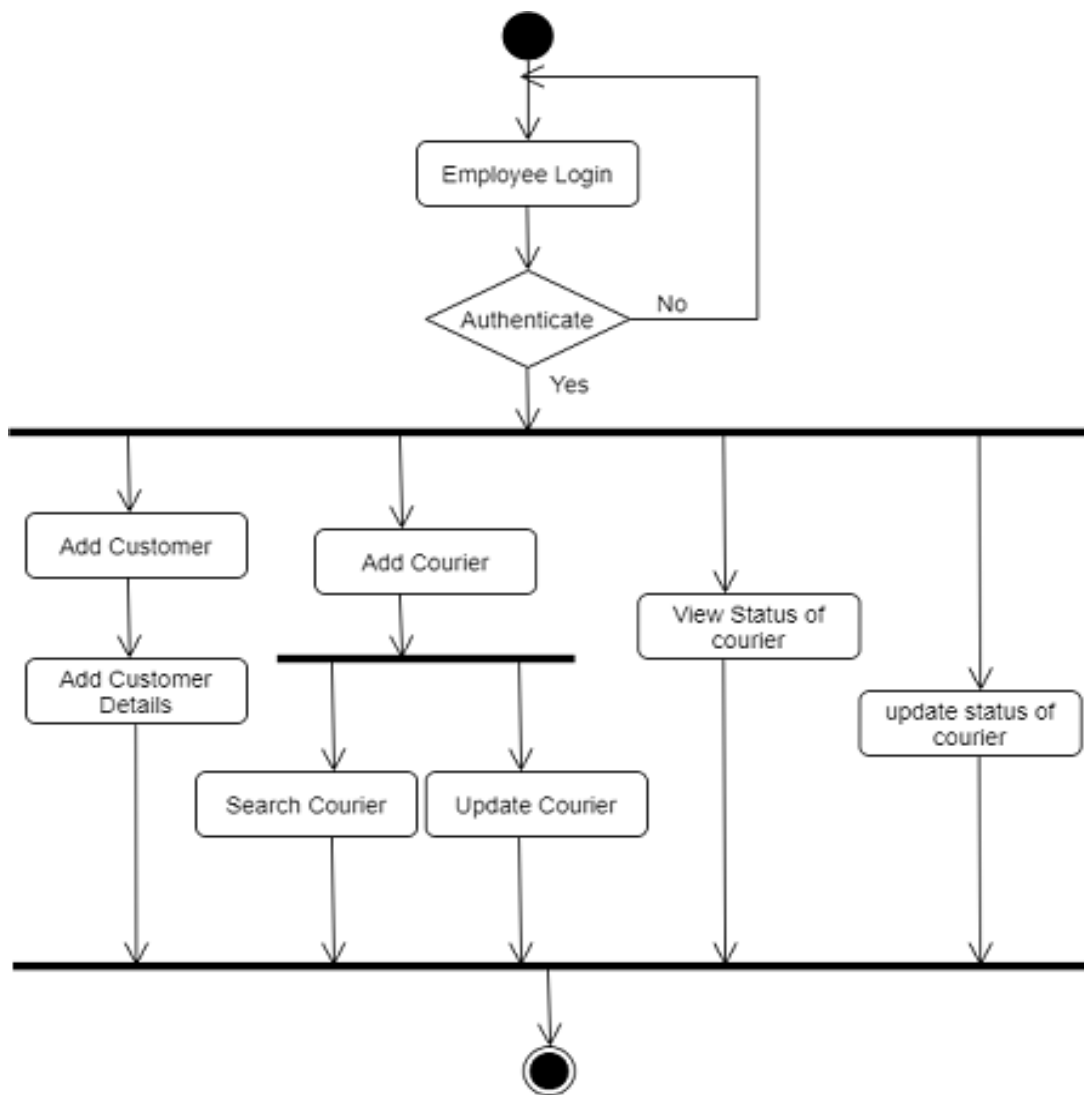 Employee Login
Authenticate
No
Yes
Add Customer
Add Courier
View Status of
courier
Add Customer
Details
update status of
courier
Search Courier
Update Courier